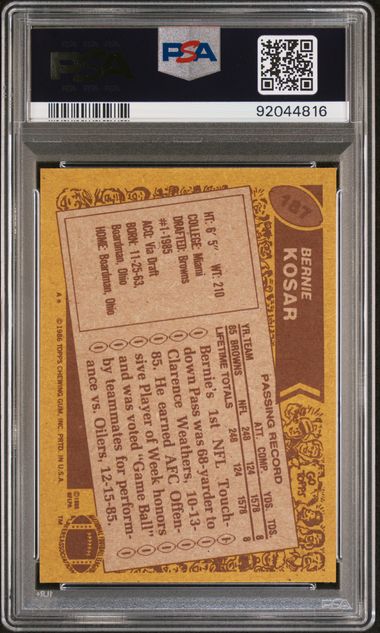 PSA
92044816
187
BERNIE
KOSAR
HT: 6' 5" WT: 210
COLLEGE: Miami
DRAFTED: Browns
#1-1985
ACQ: Via Draft
BORN: 11-25-63,
Boardman, Ohio
HOME: Boardman, Ohio
PASSING RECORD
YR. TEAM ATT. COMP. YDS. TDS.
85 BROWNS 248 124 1578 8
NFL
LIFETIME TOTALS 248 124 1578 8
Bernie's 1st NFL Touch-
down Pass was 68-yarder to
Clarence Weathers, 10-13-
85. He earned AFC Offen-
sive Player of Week honors
and was voted "Game Ball"
by teammates for perform-
ance vs. Oilers, 12-15-85.
GO
TOPPS
A* © 1986 TOPPS CHEWING GUM, INC. PRTD. IN U.S.A.
TM
PSA